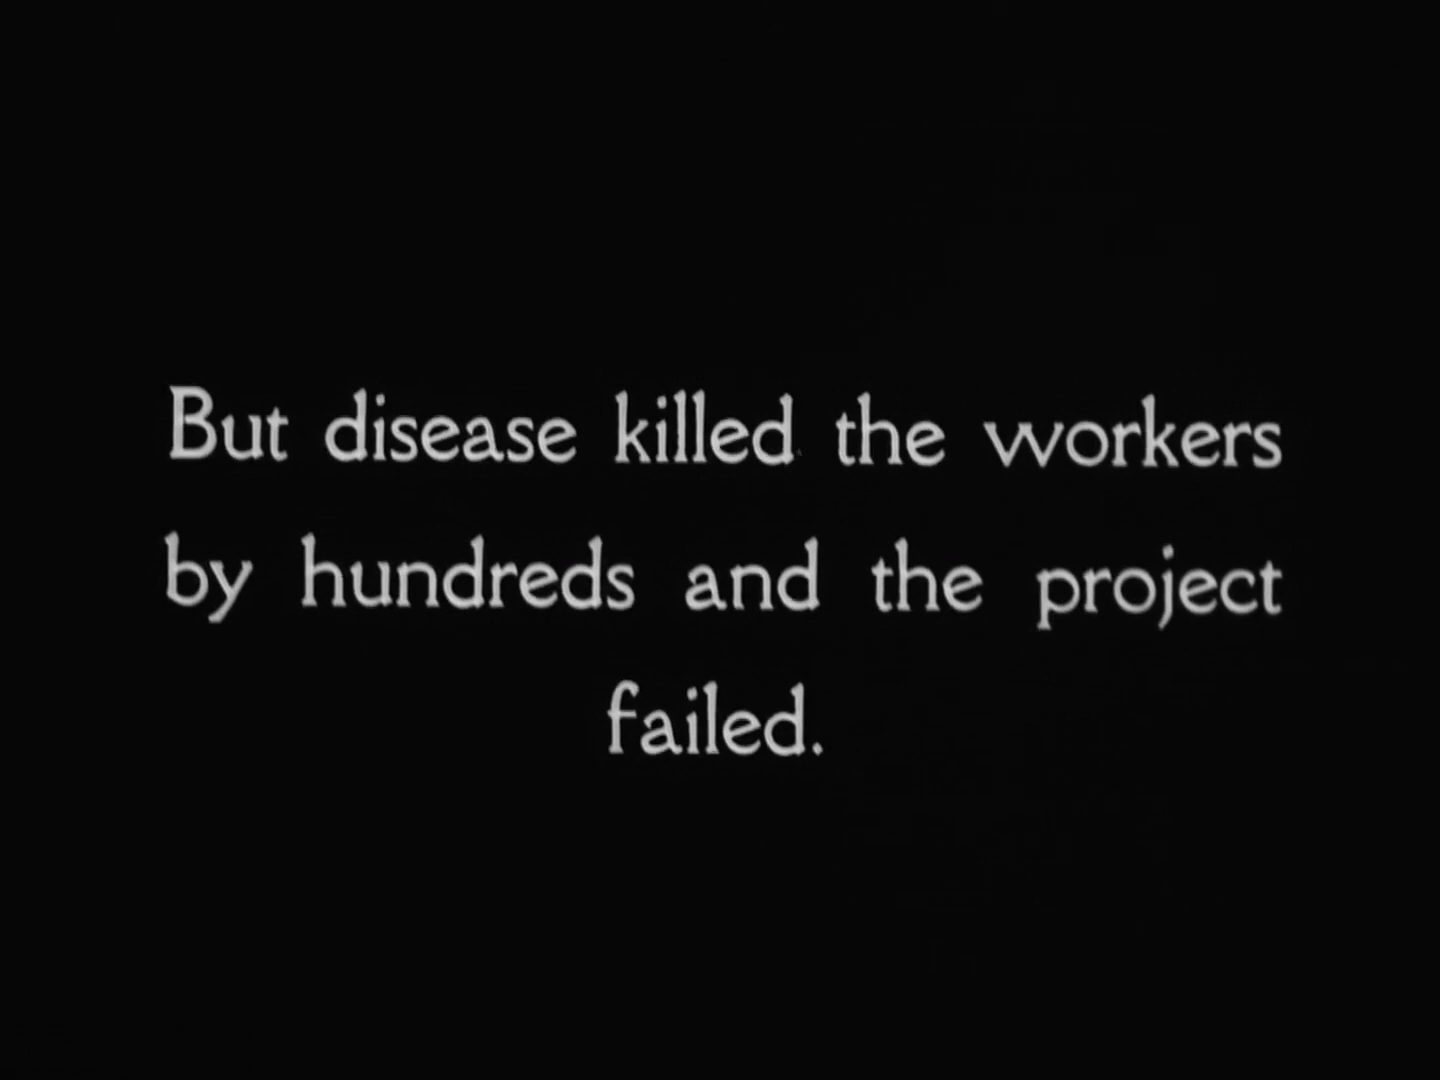 But disease killed the workers
by hundreds and the project
failed.